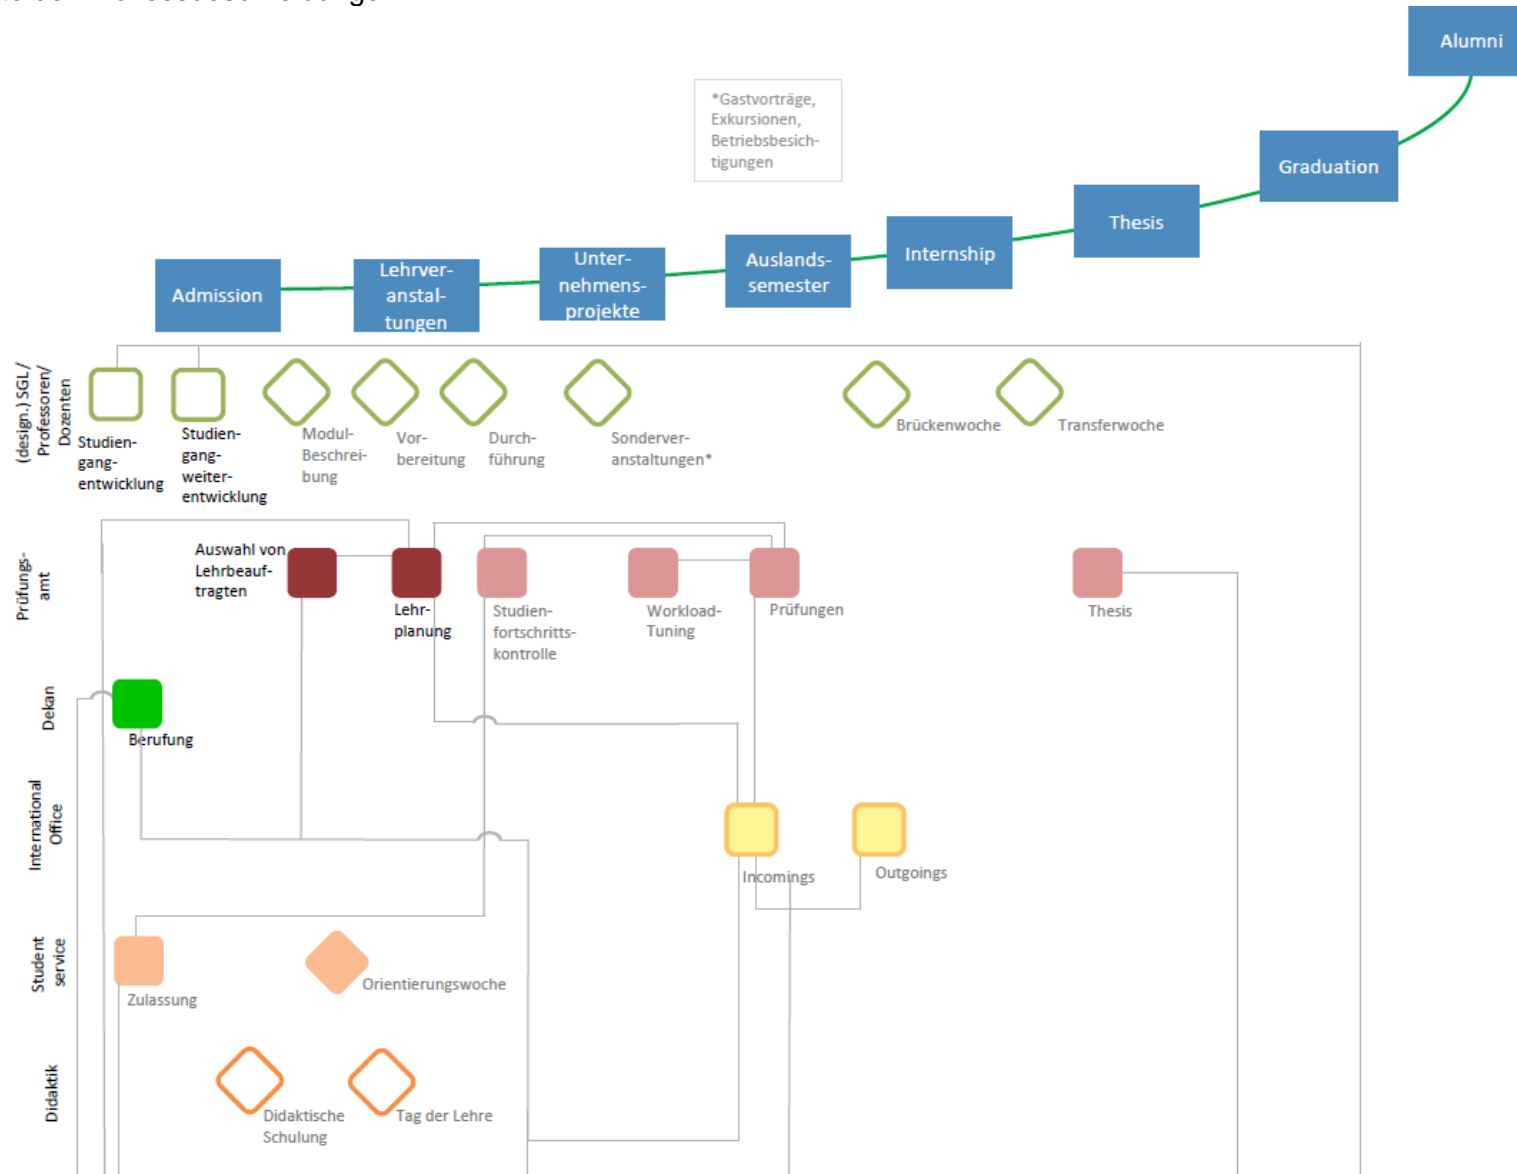 Alumni
*Gastvorträge,
Exkursionen,
Betriebsbesich-
tigungen
Graduation
Thesis
Internship
Auslands-
semester
Unter-
nehmens-
projekte
Lehrver-
anstal-
tungen
Admission
(design.) SGL/
Professoren/
Dozenten
Studien-
gang-
entwicklung
Studien-
gang-
weiter-
entwicklung
Modul-
Beschrei-
bung
Vor-
bereitung
Durch-
führung
Sonderver-
anstaltungen*
Brückenwoche
Transferwoche
Prüfungs-
amt
Auswahl von
Lehrbeauf-
tragten
Lehr-
planung
Studien-
fortschritts-
kontrolle
Workload-
Tuning
Prüfungen
Thesis
Dekan
Berufung
International
Office
Incomings
Outgoings
Student
service
Zulassung
Orientierungswoche
Didaktik
Didaktische
Schulung
Tag der Lehre